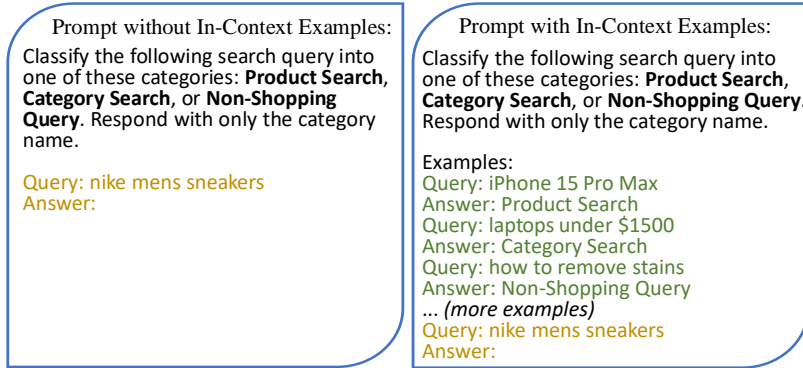 Prompt without In-Context Examples:
Classify the following search query into
one of these categories: Product Search,
Category Search, or Non-Shopping
Query. Respond with only the category
name.
Query: nike mens sneakers
Answer:
Prompt with In-Context Examples:
Classify the following search query into
one of these categories: Product Search,
Category Search, or Non-Shopping Query.
Respond with only the category name.
Examples:
Query: iPhone 15 Pro Max
Answer: Product Search
Query: laptops under $1500
Answer: Category Search
Query: how to remove stains
Answer: Non-Shopping Query
... (more examples)
Query: nike mens sneakers
Answer: